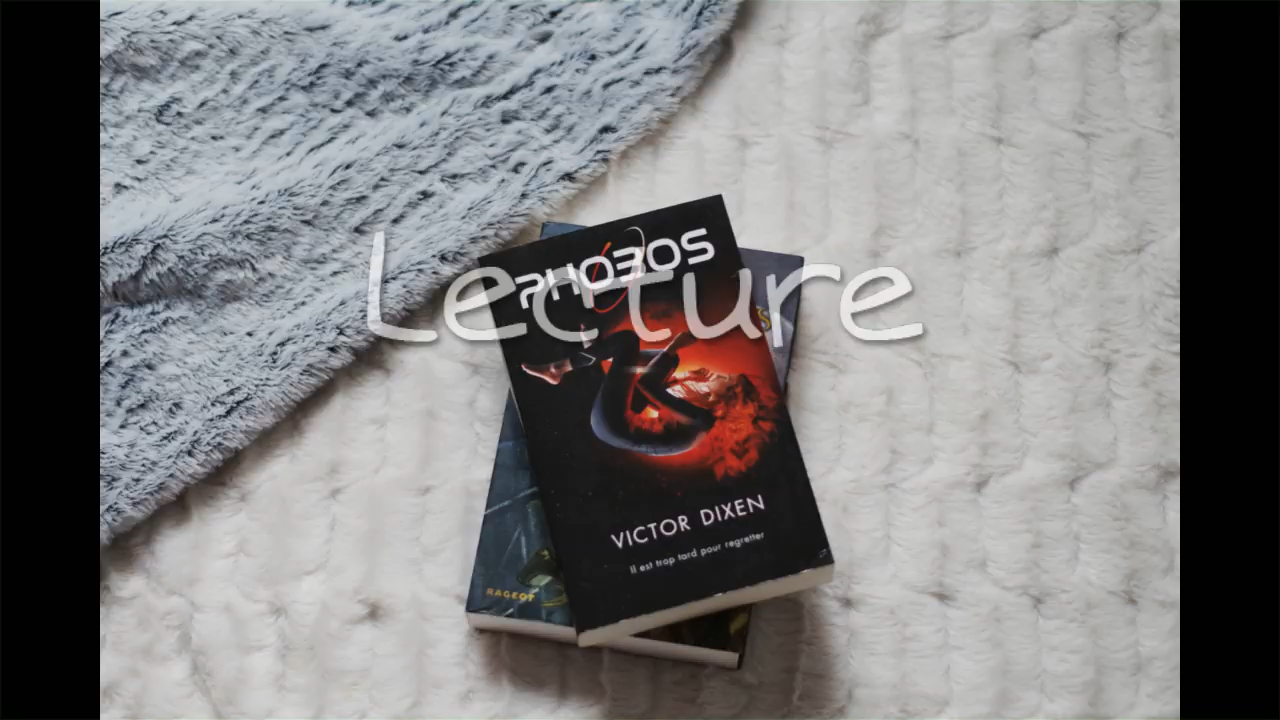 Lecture
PHOBOS
VICTOR DIXEN
Il est trop tard pour regretter
RAGEOT